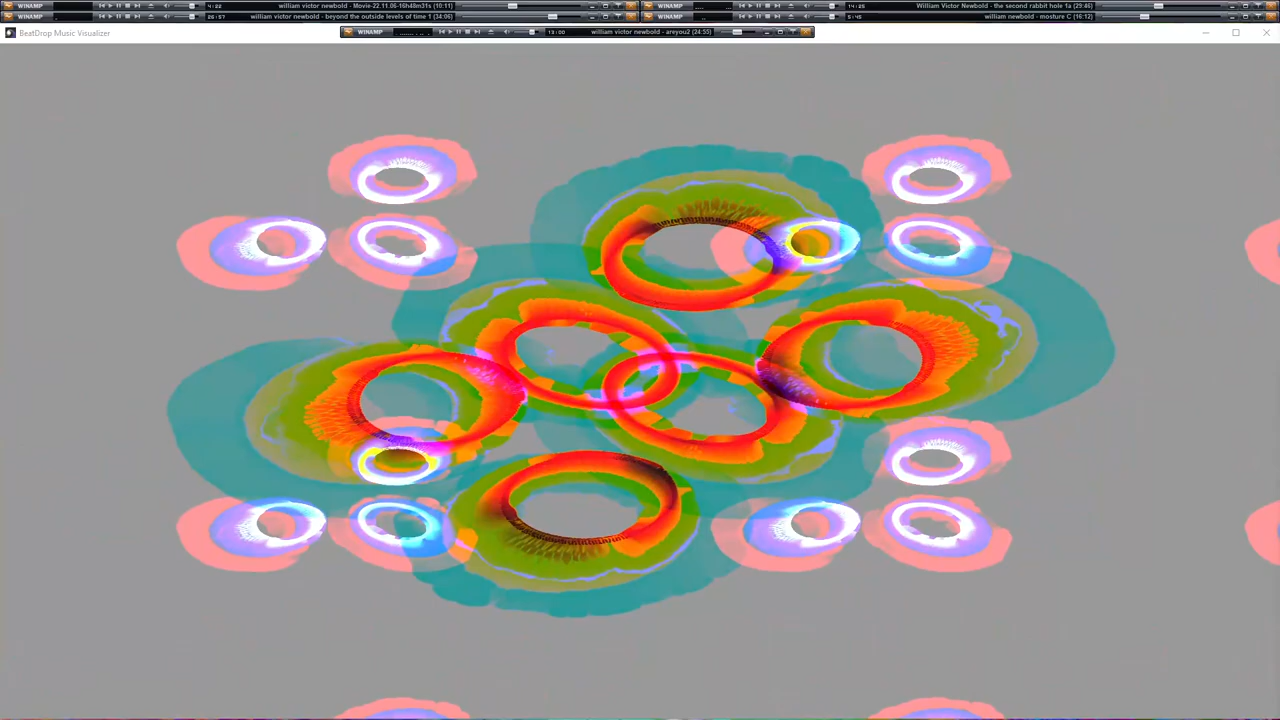 WINAMP 4:22 william victor newbold - Movie-22.11.06-16h48m31s (10:11)
WINAMP 14:25 William Victor Newbold - the second rabbit hole 1a (29:46)
WINAMP 26:57 william victor newbold - beyond the outside levels of time 1 (34:06)
WINAMP 5:45 william victor newbold - mosture C (16:12)
BeatDrop Music Visualizer
WINAMP 13:00 william victor newbold - areyou2 (24:55)